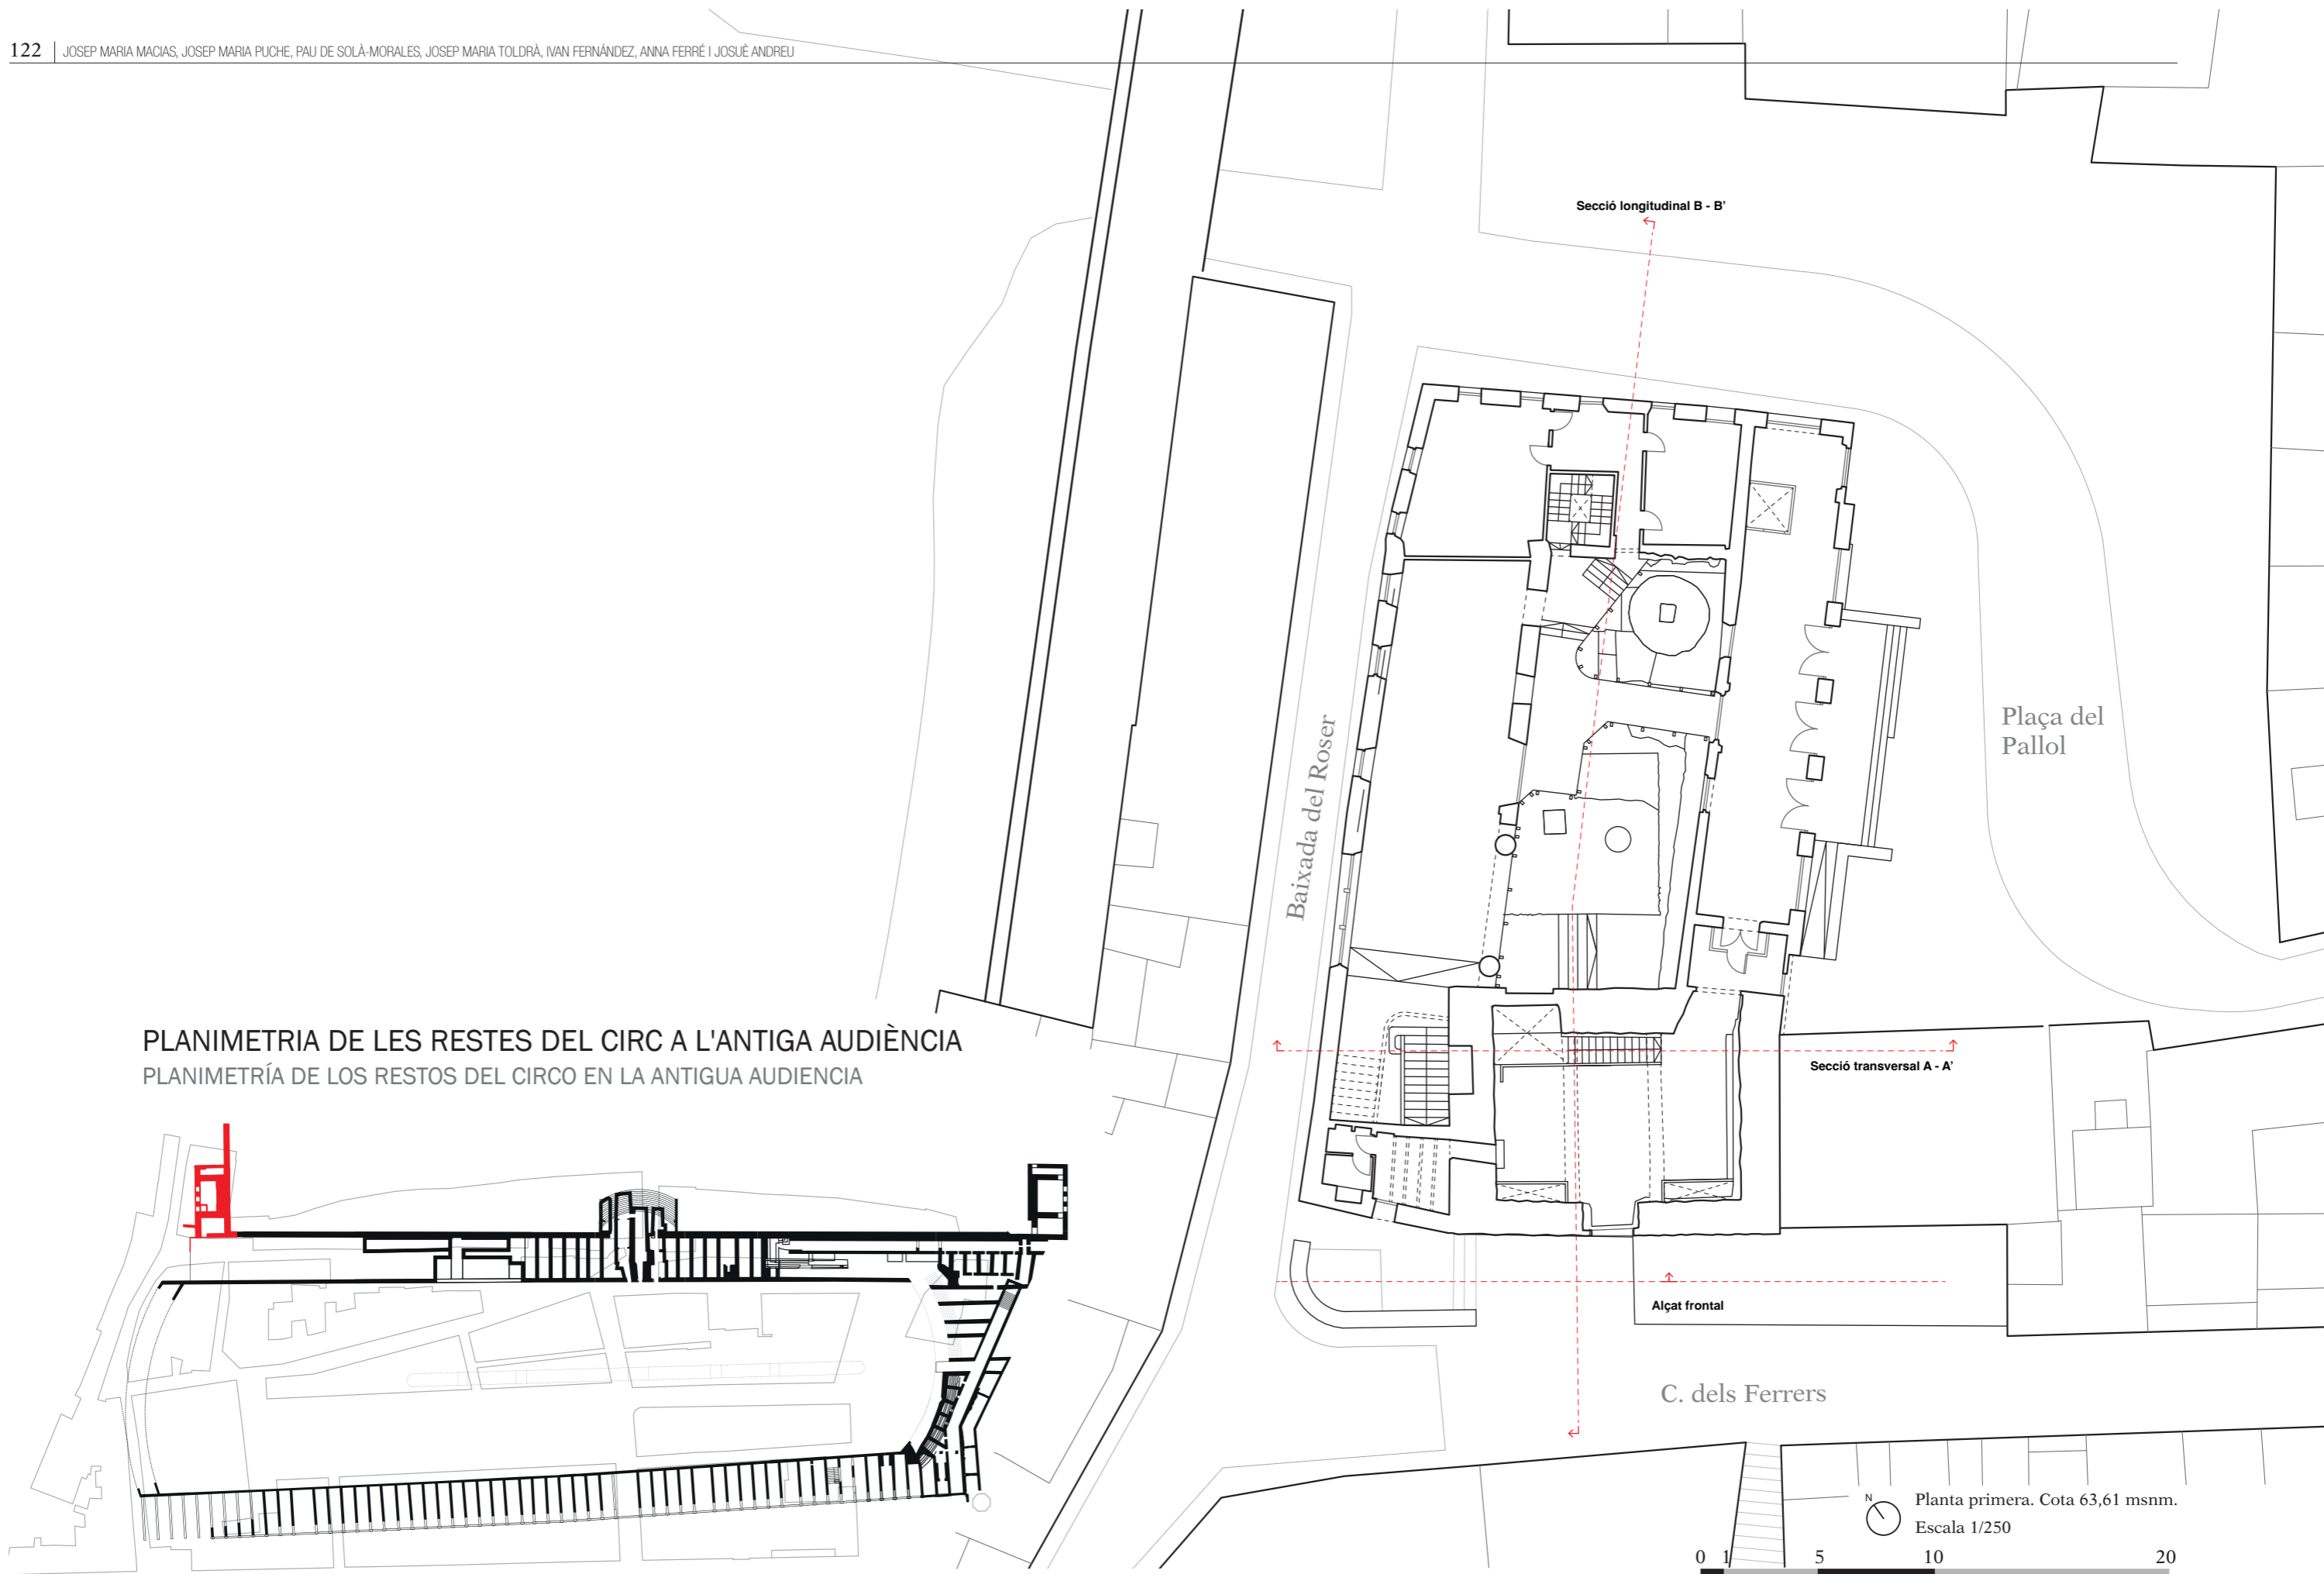 122 | JOSEP MARIA MACIAS, JOSEP MARIA PUCHE, PAU DE SOLÀ-MORALES, JOSEP MARIA TOLDRÀ, IVAN FERNÁNDEZ, ANNA FERRÉ I JOSUÈ ANDREU
Secció longitudinal B - B'
Plaça del
Pallol
Baixada del Roser
PLANIMETRIA DE LES RESTES DEL CIRC A L'ANTIGA AUDIÈNCIA
PLANIMETRÍA DE LOS RESTOS DEL CIRCO EN LA ANTIGUA AUDIENCIA
Secció transversal A - A'
Alçat frontal
C. dels Ferrers
N
Planta primera. Cota 63,61 msnm.
Escala 1/250
0 1 5 10 20